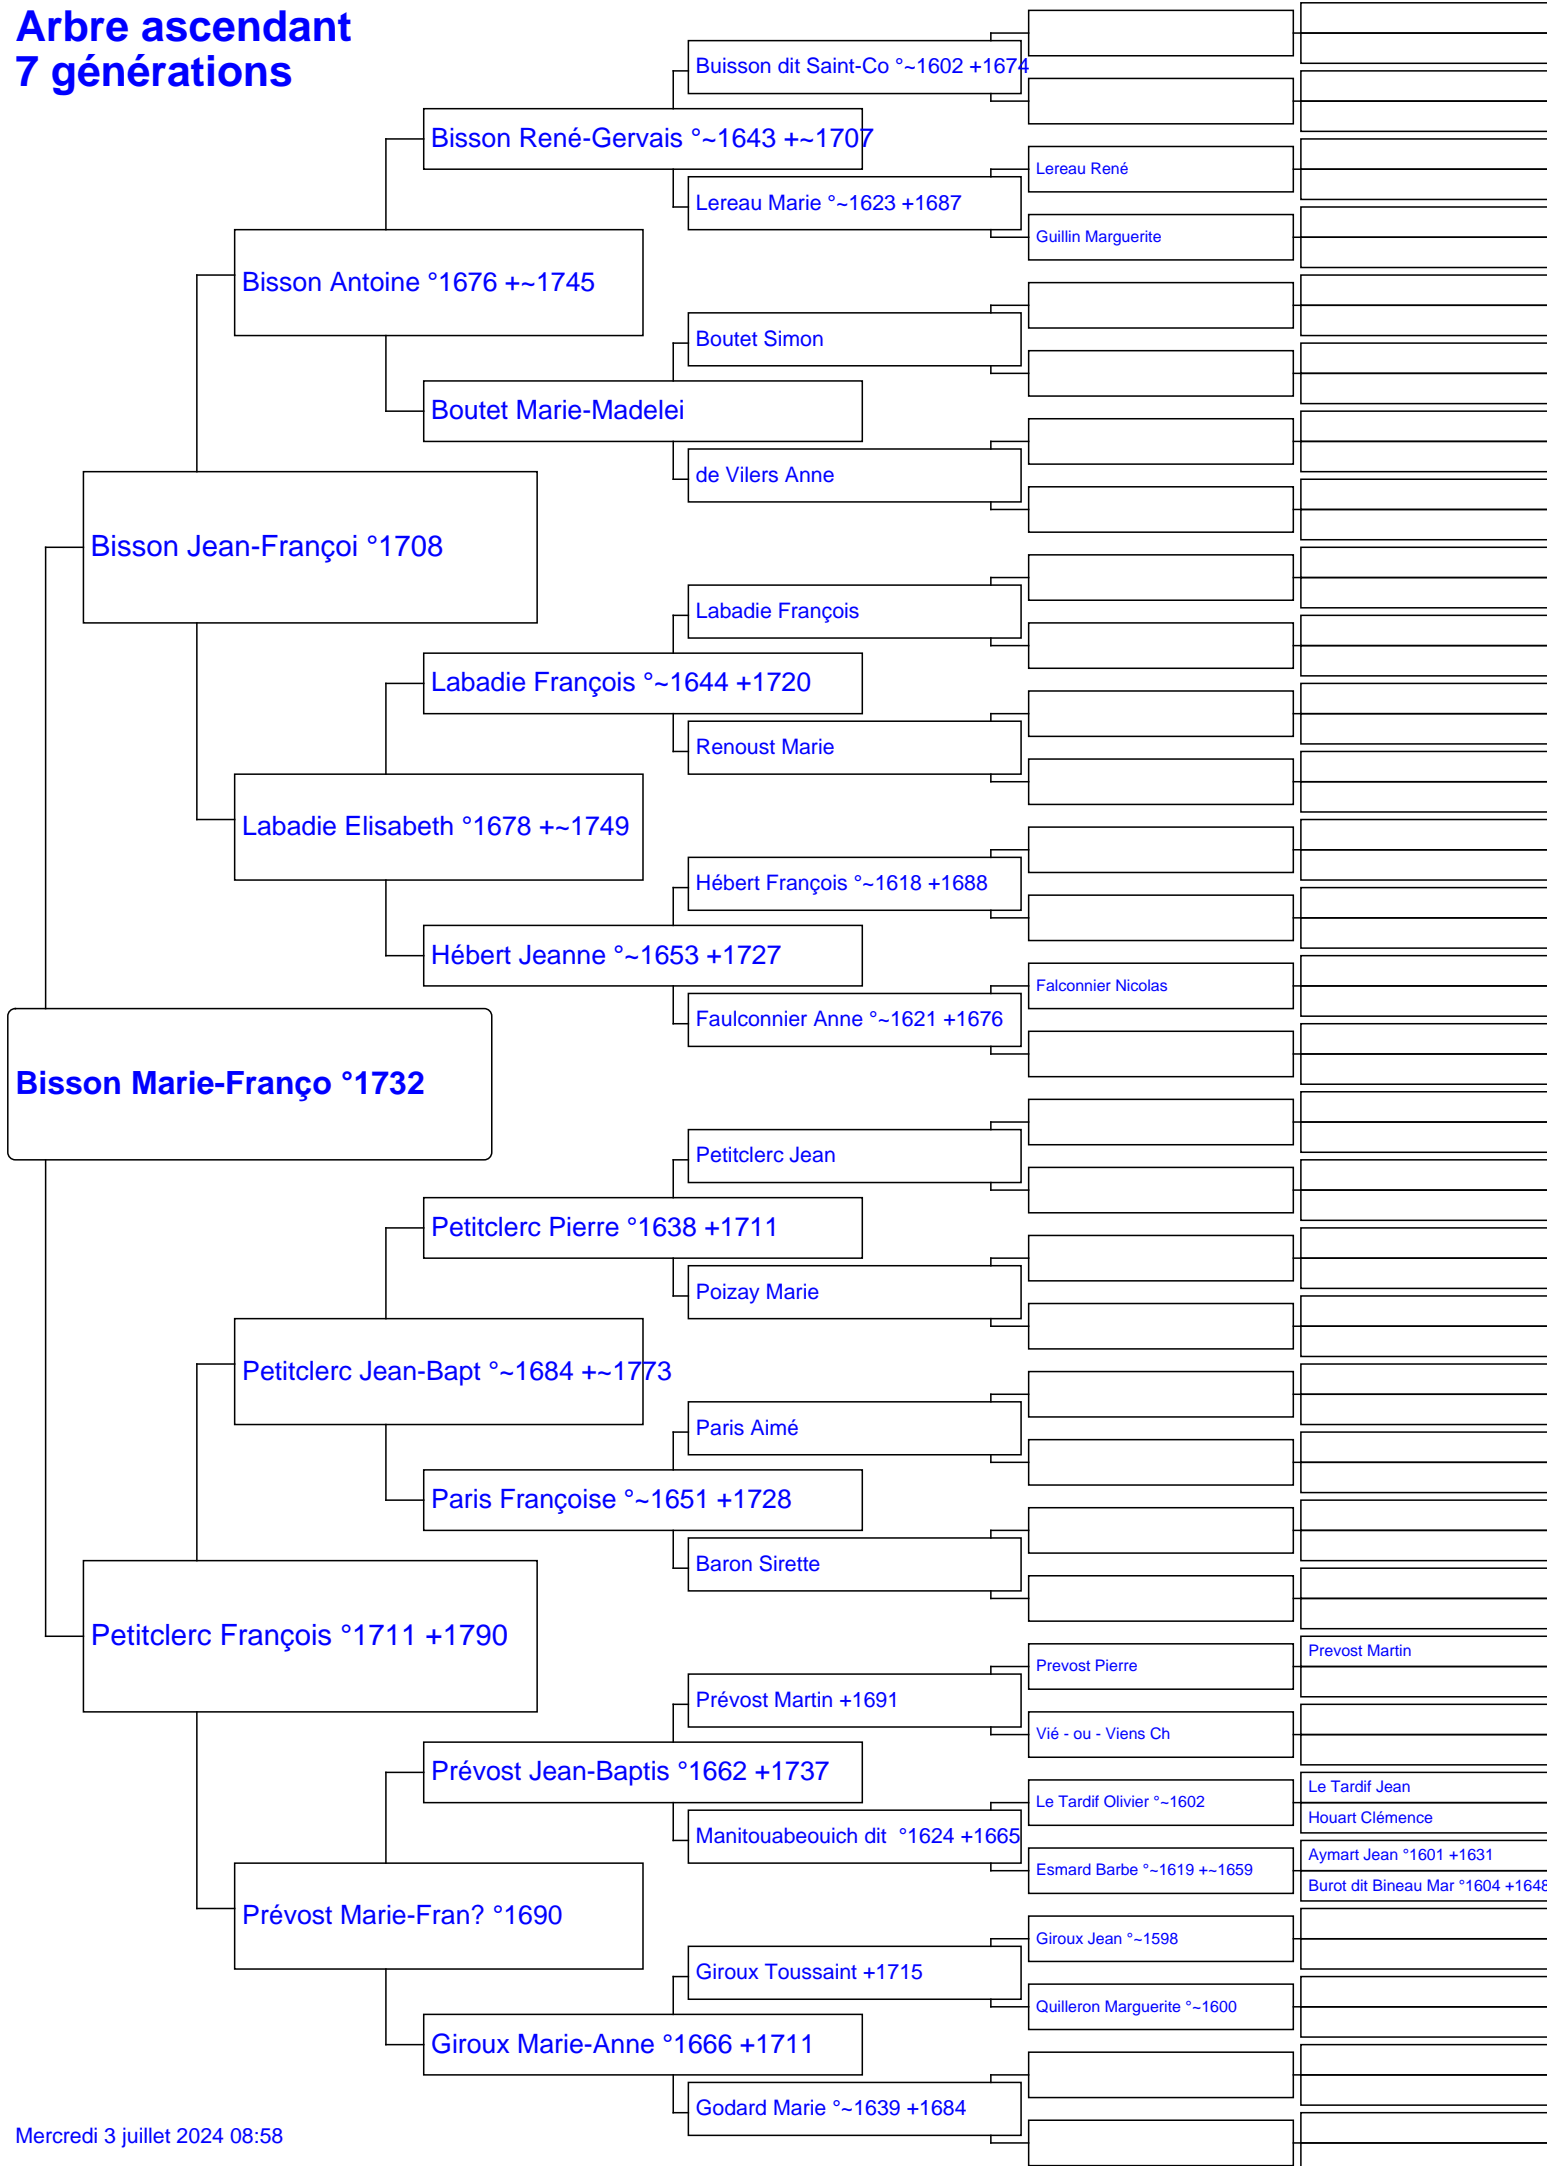 Arbre ascendant
7 générations
Buisson dit Saint-Co °~1602 +1674
Bisson René-Gervais °~1643 +~1707
Lereau René
Lereau Marie °~1623 +1687
Guillin Marguerite
Bisson Antoine °1676 +~1745
Boutet Simon
Boutet Marie-Madelei
de Vilers Anne
Bisson Jean-Françoi °1708
Labadie François
Labadie François °~1644 +1720
Renoust Marie
Labadie Elisabeth °1678 +~1749
Hébert François °~1618 +1688
Hébert Jeanne °~1653 +1727
Falconnier Nicolas
Faulconnier Anne °~1621 +1676
Bisson Marie-Franço °1732
Petitclerc Jean
Petitclerc Pierre °1638 +1711
Poizay Marie
Petitclerc Jean-Bapt °~1684 +~1773
Paris Aimé
Paris Françoise °~1651 +1728
Baron Sirette
Petitclerc François °1711 +1790
Prevost Martin
Prevost Pierre
Prévost Martin +1691
Vié - ou - Viens Ch
Prévost Jean-Baptis °1662 +1737
Le Tardif Jean
Le Tardif Olivier °~1602
Houart Clémence
Manitouabeouich dit  °1624 +1665
Aymart Jean °1601 +1631
Esmard Barbe °~1619 +~1659
Burot dit Bineau Mar °1604 +1648
Prévost Marie-Fran? °1690
Giroux Jean °~1598
Giroux Toussaint +1715
Quilleron Marguerite °~1600
Giroux Marie-Anne °1666 +1711
Godard Marie °~1639 +1684
Mercredi 3 juillet 2024 08:58